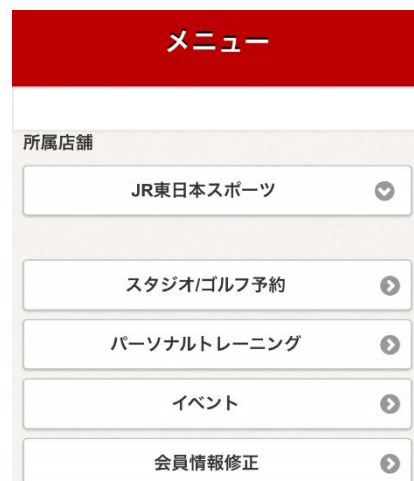 メニュー
所属店舗
JR東日本スポーツ
スタジオ/ゴルフ予約
パーソナルトレーニング
イベント
会員情報修正